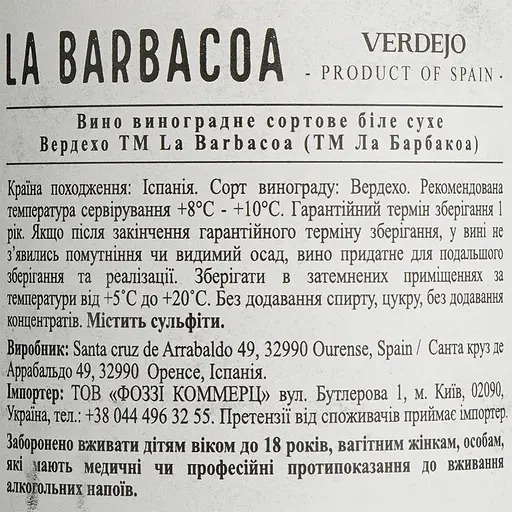 LA BARBACOA
VERDEJO
- PRODUCT OF SPAIN -
Вино виноградне сортове біле сухе
Вердехо ТМ La Barbacoa (ТМ Ла Барбакоа)
Країна походження: Іспанія. Сорт винограду: Вердехо. Рекомендована
температура сервірування +8°С - +10°С. Гарантійний термін зберігання 1
рік. Якщо після закінчення гарантійного терміну зберігання, у вині не
з’явились помутніння чи видимий осад, вино придатне для подальшого
зберігання та реалізації. Зберігати в затемнених приміщеннях за
температури від +5°С до +20°С. Без додавання спирту, цукру, без додавання
концентратів. Містить сульфіти.
Виробник: Santa cruz de Arrabaldo 49, 32990 Ourense, Spain / Санта круз де
Аррабальдо 49, 32990 Оренсе, Іспанія.
Імпортер: ТОВ «ФОЗЗІ КОММЕРЦ» вул. Бутлерова 1, м. Київ, 02090,
Україна, тел.: +38 044 496 32 55. Претензії від споживачів приймає імпортер.
Заборонено вживати дітям віком до 18 років, вагітним жінкам, особам,
які мають медичні чи професійні протипоказання до вживання
алкогольних напоїв.